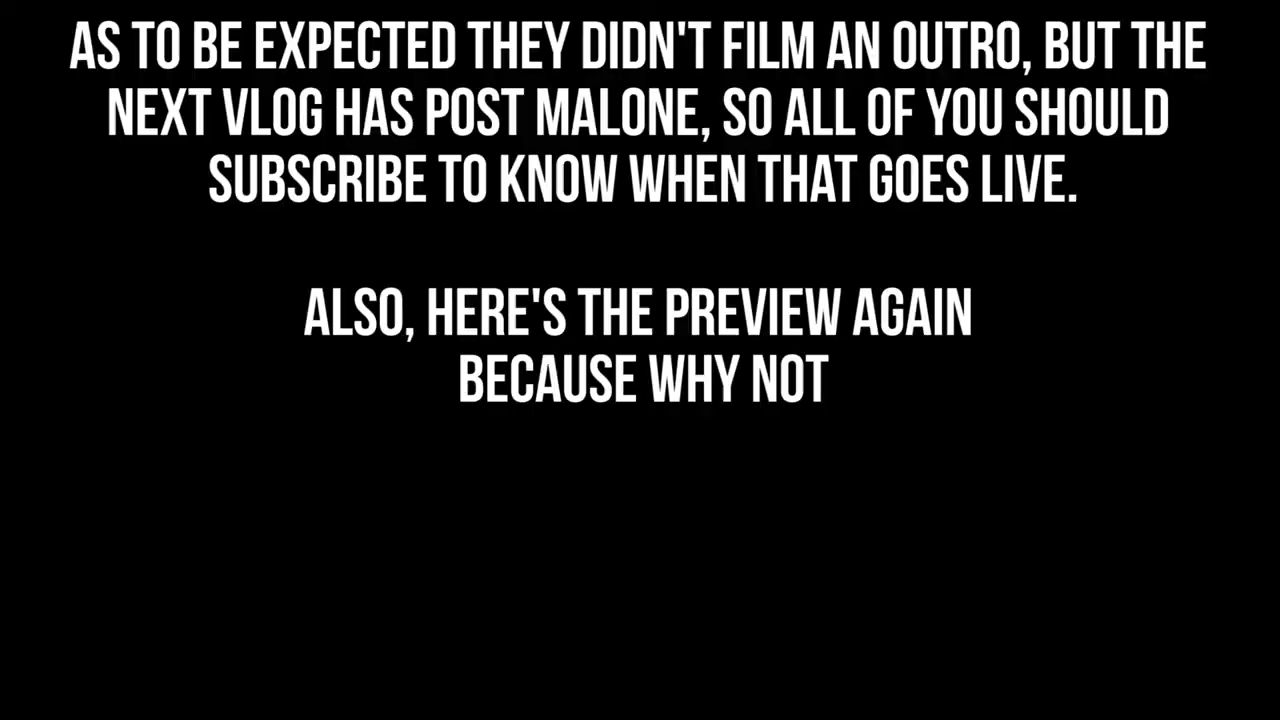 AS TO BE EXPECTED THEY DIDN'T FILM AN OUTRO, BUT THE
NEXT VLOG HAS POST MALONE, SO ALL OF YOU SHOULD
SUBSCRIBE TO KNOW WHEN THAT GOES LIVE.
ALSO, HERE'S THE PREVIEW AGAIN
BECAUSE WHY NOT